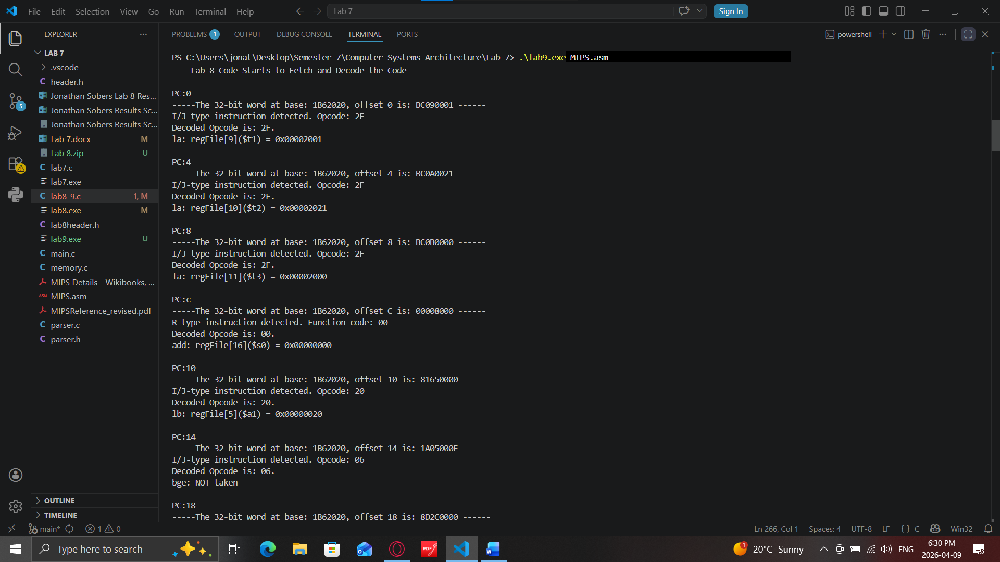 File Edit Selection View Go Run Terminal Help
Lab 7
Sign In
EXPLORER
LAB 7
.vscode
header.h
Jonathan Sobers Lab 8 Res...
Jonathan Sobers Results Sc...
Jonathan Sobers Results Sc...
Lab 7.docx M
Lab 8.zip U
lab7.c
lab7.exe
lab8_9.c 1, M
lab8.exe M
lab8header.h
lab9.exe U
main.c
memory.c
MIPS Details - Wikibooks, ...
ASM MIPS.asm
MIPSReference_revised.pdf
parser.c
parser.h
OUTLINE
TIMELINE
5
PROBLEMS 1 OUTPUT DEBUG CONSOLE TERMINAL PORTS
powershell
PS C:\Users\jonat\Desktop\Semester 7\Computer Systems Architecture\Lab 7> .\lab9.exe MIPS.asm
----Lab 8 Code Starts to Fetch and Decode the Code ----
PC:0
-----The 32-bit word at base: 1B62020, offset 0 is: BC090001 ------
I/J-type instruction detected. Opcode: 2F
Decoded Opcode is: 2F.
la: regFile[9]($t1) = 0x00002001
PC:4
-----The 32-bit word at base: 1B62020, offset 4 is: BC0A0021 ------
I/J-type instruction detected. Opcode: 2F
Decoded Opcode is: 2F.
la: regFile[10]($t2) = 0x00002021
PC:8
-----The 32-bit word at base: 1B62020, offset 8 is: BC0B0000 ------
I/J-type instruction detected. Opcode: 2F
Decoded Opcode is: 2F.
la: regFile[11]($t3) = 0x00002000
PC:c
-----The 32-bit word at base: 1B62020, offset C is: 00008000 ------
R-type instruction detected. Function code: 00
Decoded Opcode is: 00.
add: regFile[16]($s0) = 0x00000000
PC:10
-----The 32-bit word at base: 1B62020, offset 10 is: 81650000 ------
I/J-type instruction detected. Opcode: 20
Decoded Opcode is: 20.
lb: regFile[5]($a1) = 0x00000020
PC:14
-----The 32-bit word at base: 1B62020, offset 14 is: 1A05000E ------
I/J-type instruction detected. Opcode: 06
Decoded Opcode is: 06.
bge: NOT taken
PC:18
-----The 32-bit word at base: 1B62020, offset 18 is: 8D2C0000 ------
main* 1 0
Ln 266, Col 1 Spaces: 4 UTF-8 LF { } C Win32
Type here to search
PDF
1 20°C Sunny ENG
6:30 PM
2026-04-09